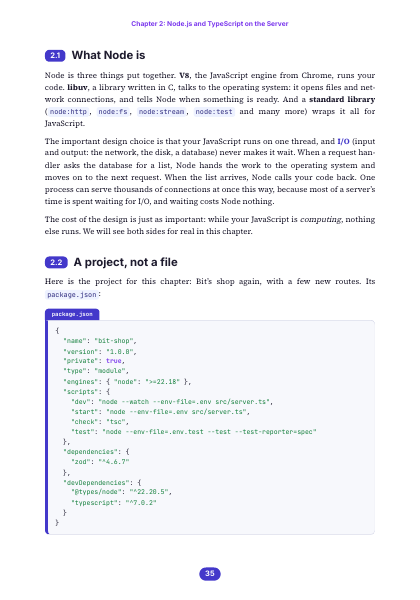 Chapter 2: Node.js and TypeScript on the Server
2.1 What Node is
Node is three things put together. V8, the JavaScript engine from Chrome, runs your
code. libuv, a library written in C, talks to the operating system: it opens files and net-
work connections, and tells Node when something is ready. And a standard library
(node:http, node:fs, node:stream, node:test and many more) wraps it all for
JavaScript.
The important design choice is that your JavaScript runs on one thread, and I/O (input
and output: the network, the disk, a database) never makes it wait. When a request han-
dler asks the database for a list, Node hands the work to the operating system and
moves on to the next request. When the list arrives, Node calls your code back. One
process can serve thousands of connections at once this way, because most of a server's
time is spent waiting for I/O, and waiting costs Node nothing.
The cost of the design is just as important: while your JavaScript is computing, nothing
else runs. We will see both sides for real in this chapter.
2.2 A project, not a file
Here is the project for this chapter: Bit's shop again, with a few new routes. Its
package.json:
package.json
{
"name": "bit-shop",
"version": "1.0.0",
"private": true,
"type": "module",
"engines": { "node": ">=22.18" },
"scripts": {
"dev": "node --watch --env-file=.env src/server.ts",
"start": "node --env-file=.env src/server.ts",
"check": "tsc",
"test": "node --env-file=.env.test --test --test-reporter=spec"
},
"dependencies": {
"zod": "^4.6.7"
},
"devDependencies": {
"@types/node": "^22.20.5",
"typescript": "^7.0.2"
}
}
35